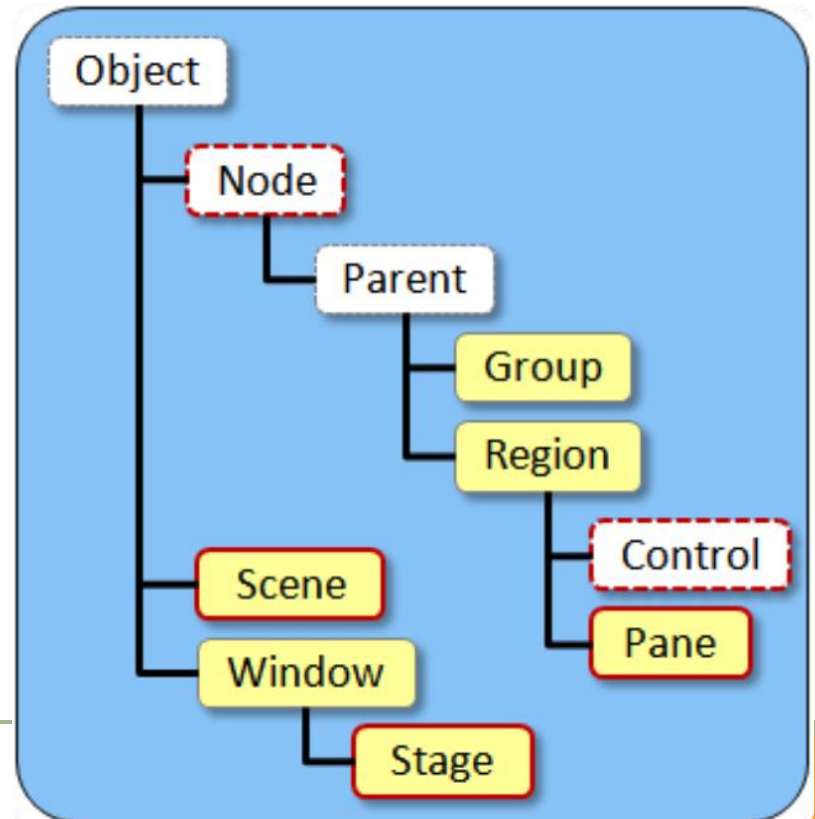 Object
Node
Parent
Group
Region
Control
Pane
Scene
Window
Stage